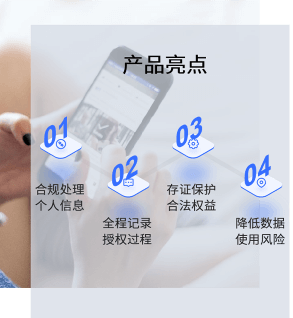 产品亮点
01
合规处理
个人信息
02
全程记录
授权过程
03
存证保护
合法权益
04
降低数据
使用风险